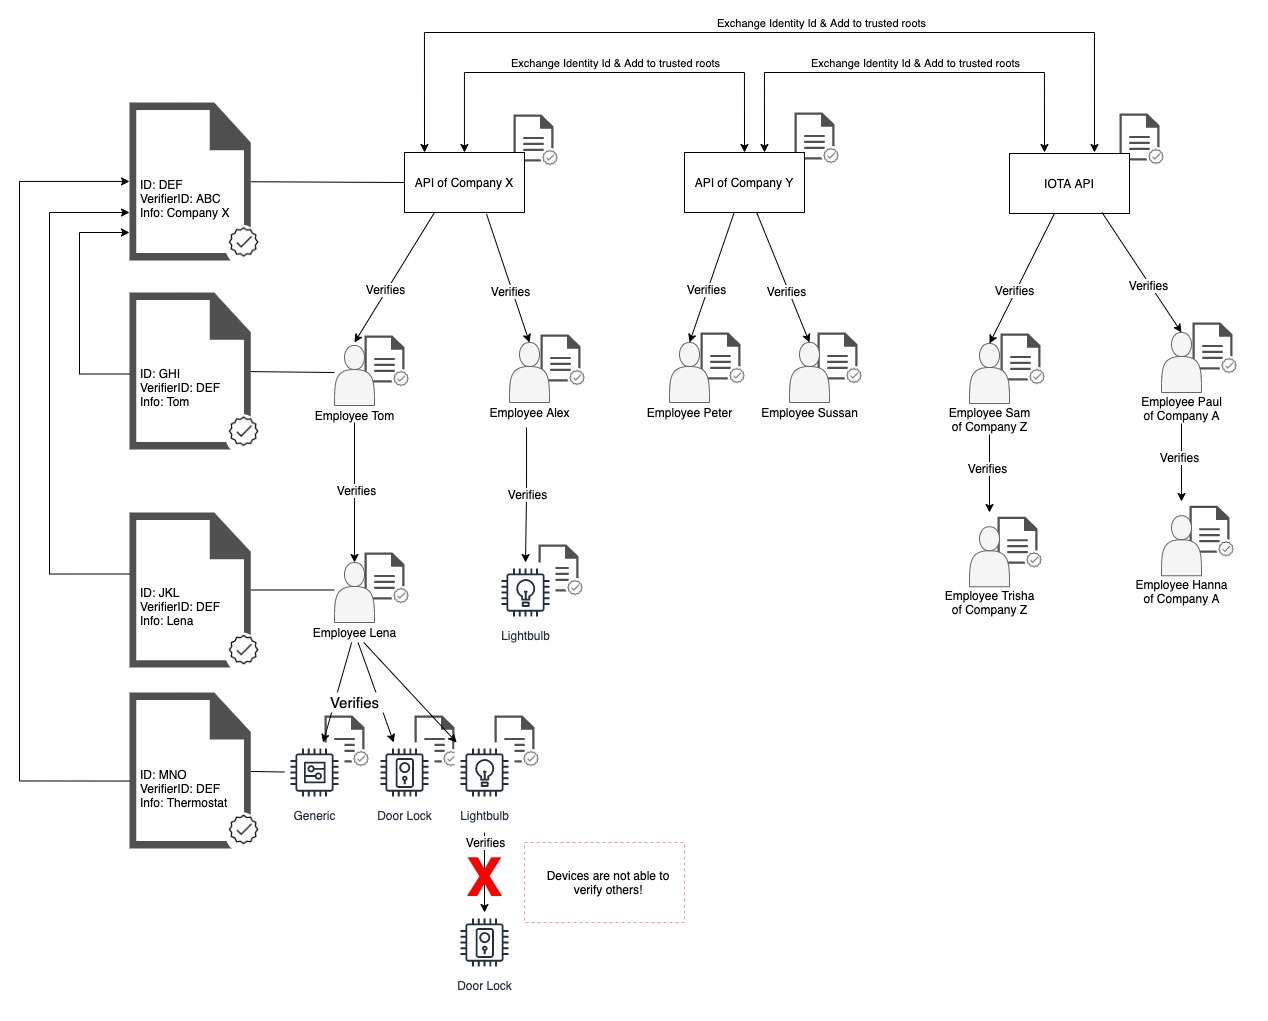 Exchange Identity Id & Add to trusted roots
Exchange Identity Id & Add to trusted roots
Exchange Identity Id & Add to trusted roots
ID: DEF
VerifierID: ABC
Info: Company X
API of Company X
API of Company Y
IOTA API
Verifies
Verifies
Verifies
Verifies
Verifies
Verifies
ID: GHI
VerifierID: DEF
Info: Tom
Employee Tom
Employee Alex
Employee Peter
Employee Sussan
Employee Sam
of Company Z
Employee Paul
of Company A
Verifies
Verifies
Verifies
Verifies
ID: JKL
VerifierID: DEF
Info: Lena
Employee Lena
Lightbulb
Employee Trisha
of Company Z
Employee Hanna
of Company A
Verifies
ID: MNO
VerifierID: DEF
Info: Thermostat
Generic
Door Lock
Lightbulb
Verifies
X
Devices are not able to
verify others!
Door Lock